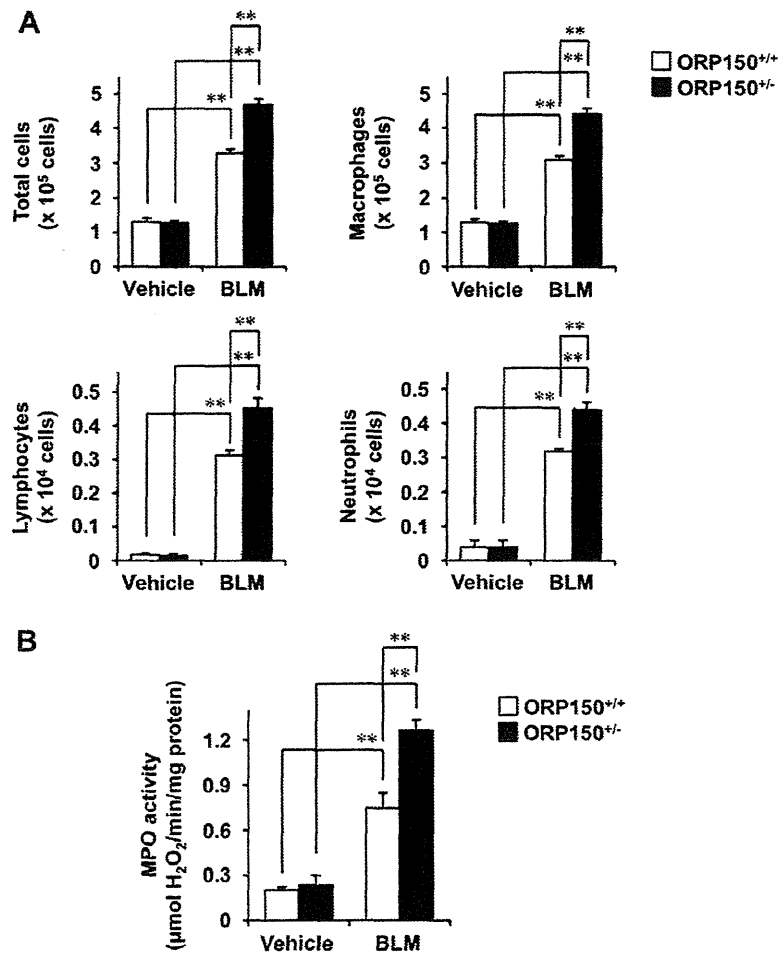 A
Total cells
(x 10⁵ cells)
5
4
3
2
1
0
Vehicle
BLM
**
**
**
Macrophages
(x 10⁵ cells)
5
4
3
2
1
0
Vehicle
BLM
**
**
**
ORP150⁺/⁺
ORP150⁺/⁻
Lymphocytes
(x 10⁴ cells)
0.5
0.4
0.3
0.2
0.1
0
Vehicle
BLM
**
**
**
Neutrophils
(x 10⁴ cells)
0.5
0.4
0.3
0.2
0.1
0
Vehicle
BLM
**
**
**
B
MPO activity
(μmol H₂O₂/min/mg protein)
1.2
0.9
0.6
0.3
0
Vehicle
BLM
**
**
**
ORP150⁺/⁺
ORP150⁺/⁻